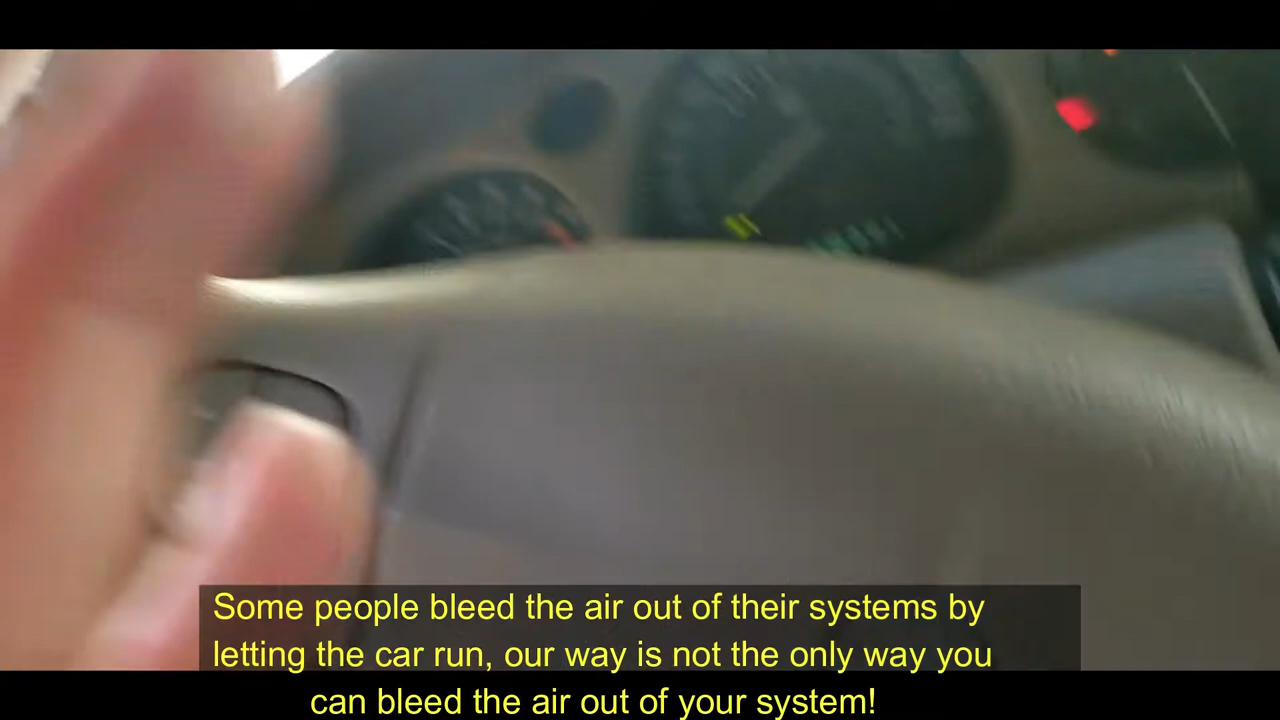 Some people bleed the air out of their systems by
letting the car run, our way is not the only way you
can bleed the air out of your system!